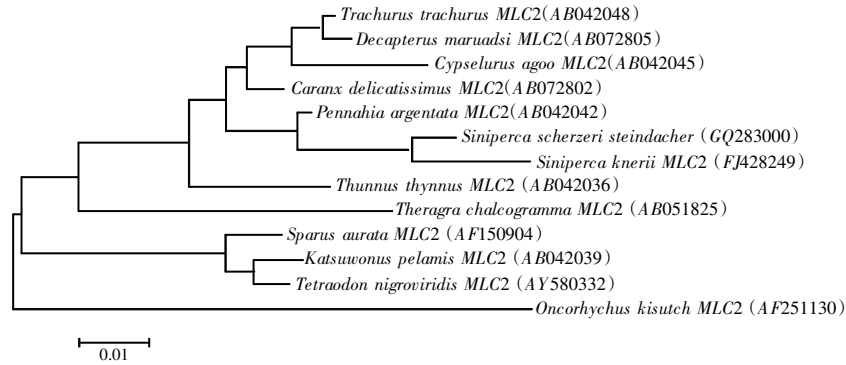 Trachurus trachurus MLC2(AB042048)
Decapterus maruadsi MLC2(AB072805)
Cypselurus agoo MLC2(AB042045)
Caranx delicatissimus MLC2(AB072802)
Pennahia argentata MLC2(AB042042)
Siniperca scherzeri steindacher (GQ283000)
Siniperca knerii MLC2 (FJ428249)
Thunnus thynnus MLC2 (AB042036)
Theragra chalcogramma MLC2 (AB051825)
Sparus aurata MLC2 (AF150904)
Katsuwonus pelamis MLC2 (AB042039)
Tetraodon nigroviridis MLC2 (AY580332)
Oncorhychus kisutch MLC2 (AF251130)
0.01